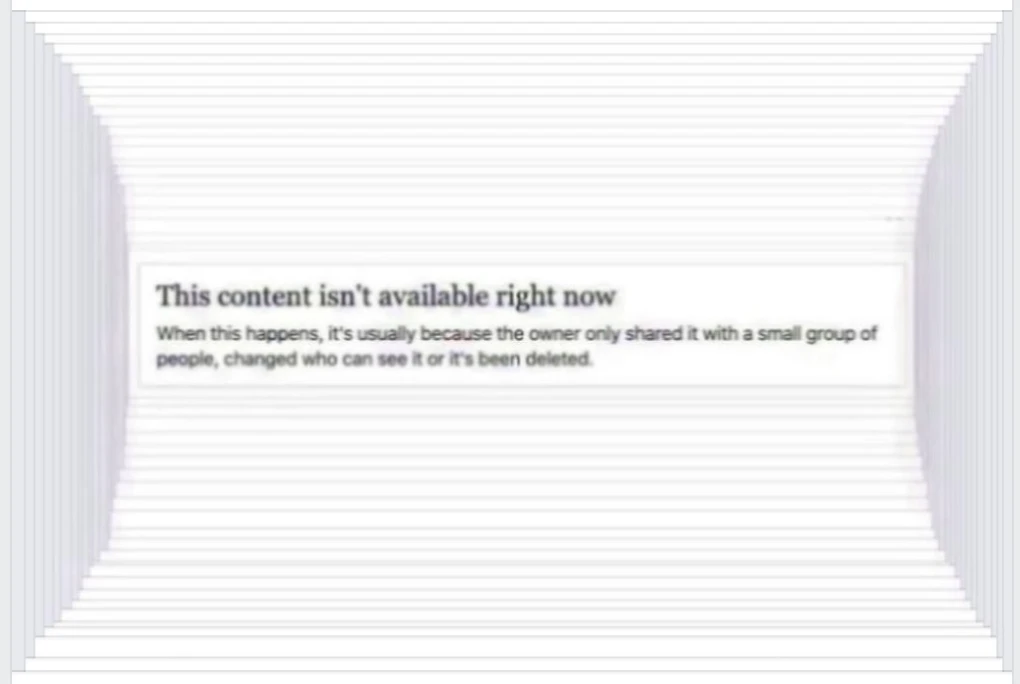 This content isn't available right now
When this happens, it's usually because the owner only shared it with a small group of
people, changed who can see it or it's been deleted.